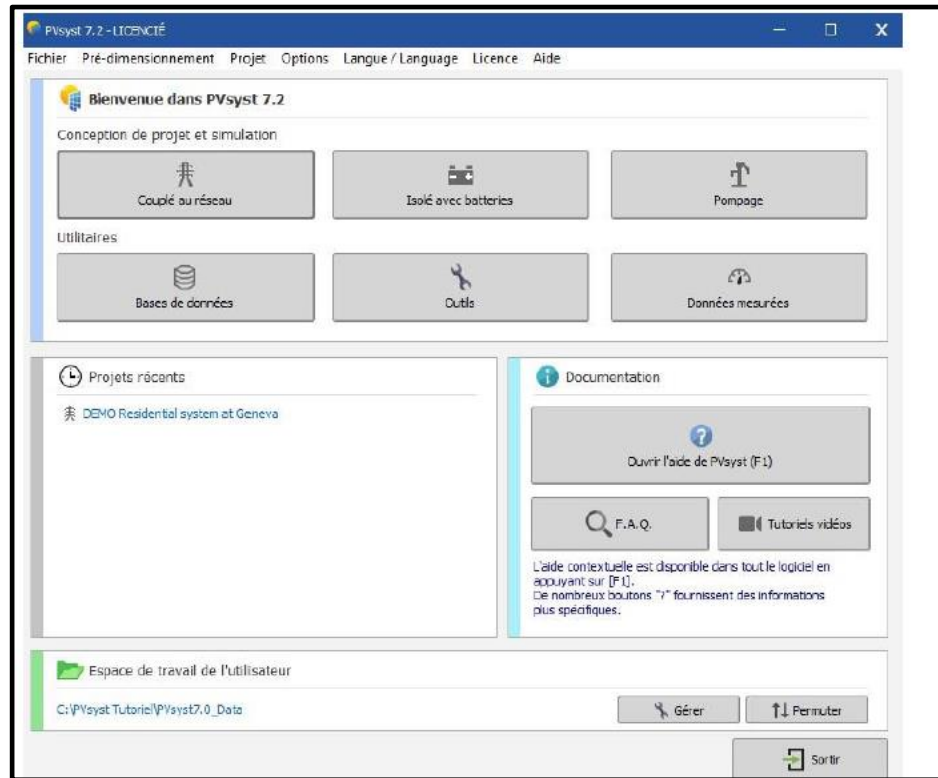 PVsyst 7.2 - LICENCIÉ
Fichier Pré-dimensionnement Projet Options Langue / Language Licence Aide
Bienvenue dans PVsyst 7.2
Conception de projet et simulation
Couplé au réseau
Isolé avec batteries
Pompage
Utilitaires
Bases de données
Outils
Données mesurées
Projets récents
DEMO Residential system at Geneva
Documentation
Ouvrir l'aide de PVsyst (F1)
F.A.Q.
Tutoriels vidéos
L'aide contextuelle est disponible dans tout le logiciel en
appuyant sur [F1].
De nombreux boutons "?" fournissent des informations
plus spécifiques.
Espace de travail de l'utilisateur
C:\PVsyst Tutoriel\PVsyst7.0_Data
Gérer
Permuter
Sortir